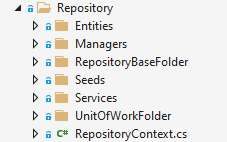 Repository
Entities
Managers
RepositoryBaseFolder
Seeds
Services
UnitOfWorkFolder
C# RepositoryContext.cs